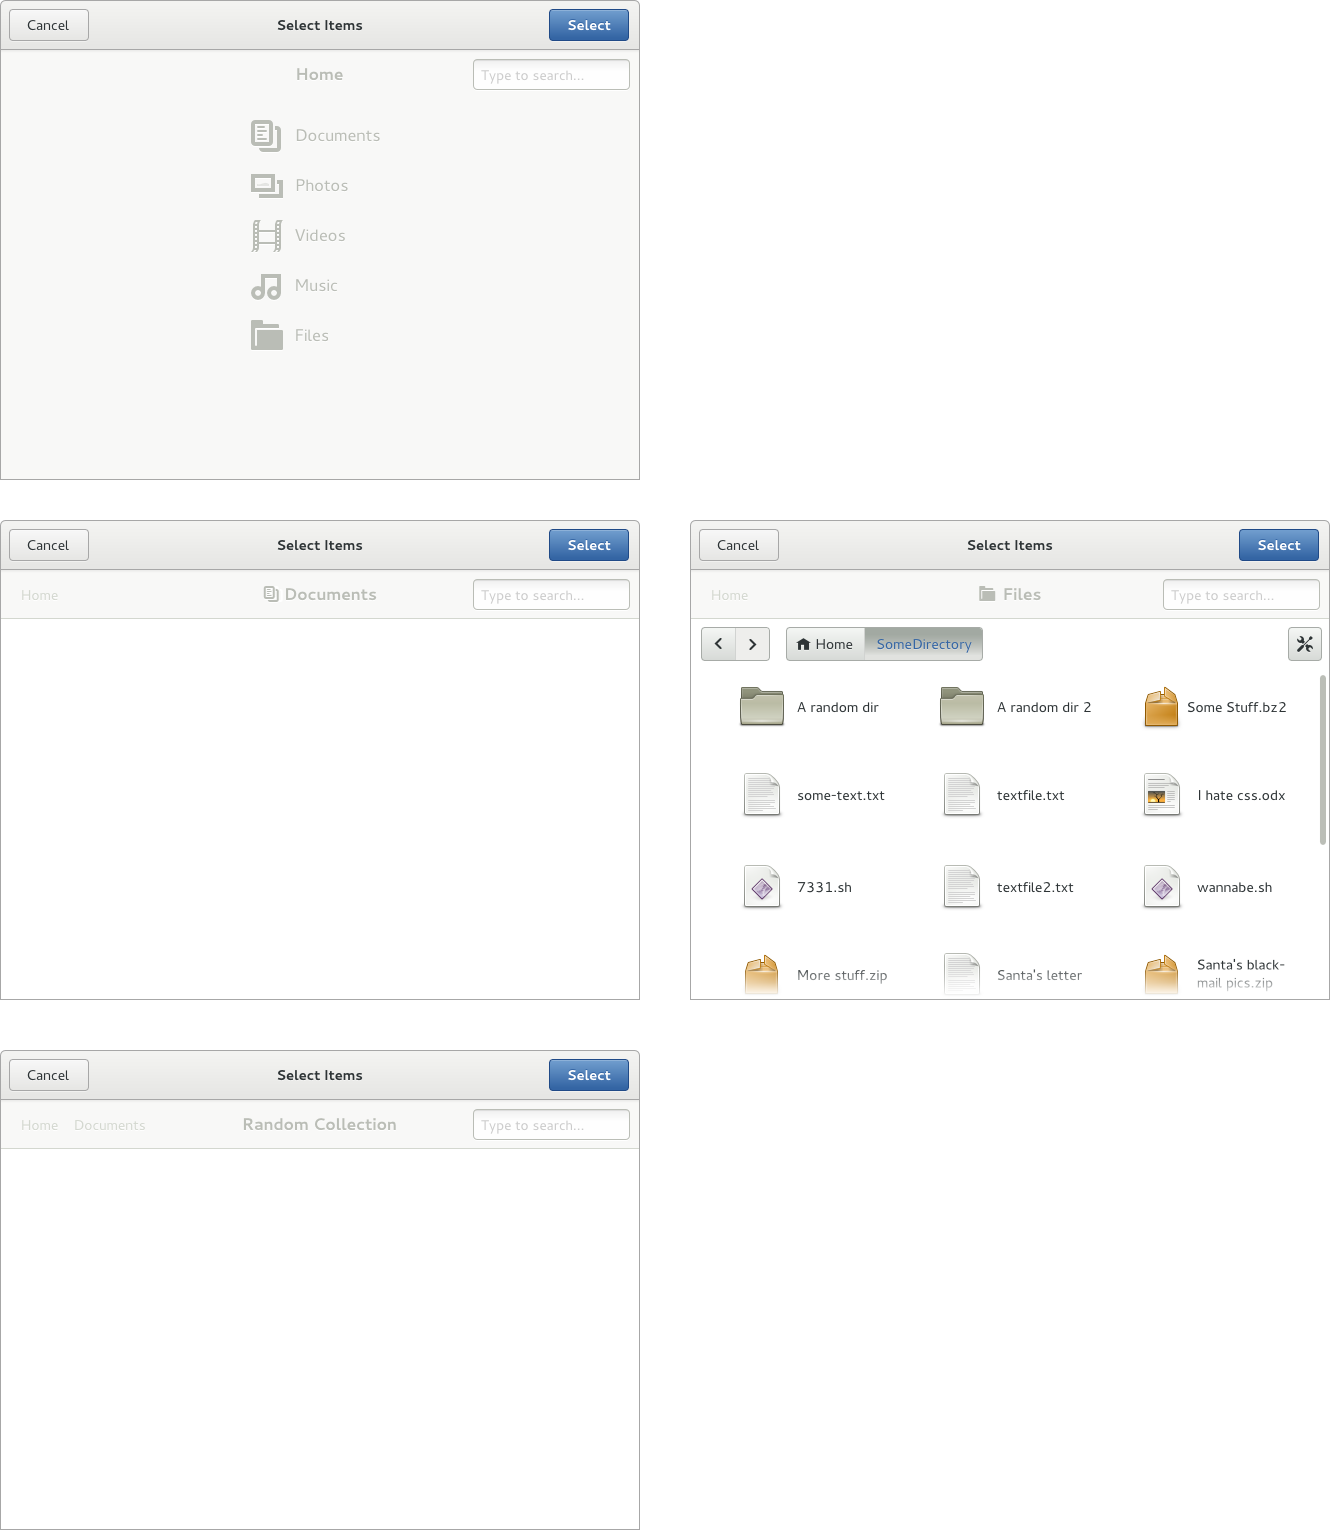 Cancel Select Items Select
Home Type to search...
Documents
Photos
Videos
Music
Files
Cancel Select Items Select
Home Documents Type to search...
Cancel Select Items Select
Home Files Type to search...
Home SomeDirectory
A random dir A random dir 2 Some Stuff.bz2
some-text.txt textfile.txt I hate css.odx
7331.sh textfile2.txt wannabe.sh
More stuff.zip Santa's letter Santa's black-
mail pics.zip
Cancel Select Items Select
Home Documents Random Collection Type to search...